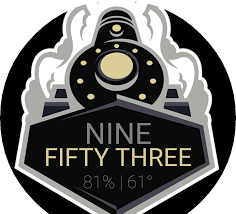 NINE
FIFTY THREE
81% | 61°